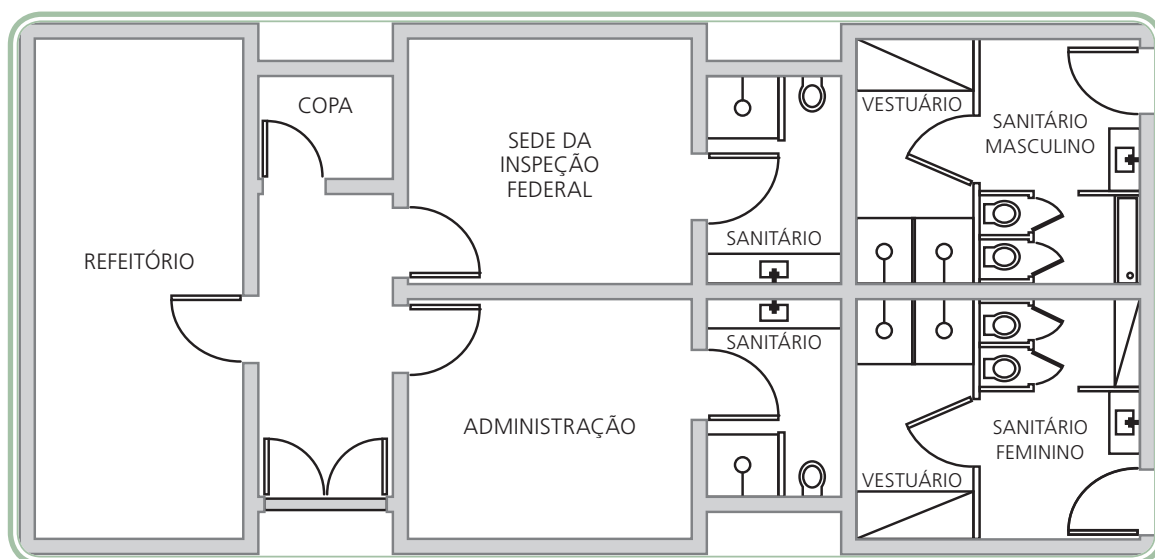 REFEITÓRIO
COPA
SEDE DA
INSPEÇÃO
FEDERAL
SANITÁRIO
SANITÁRIO
ADMINISTRAÇÃO
VESTUÁRIO
SANITÁRIO
MASCULINO
VESTUÁRIO
SANITÁRIO
FEMININO